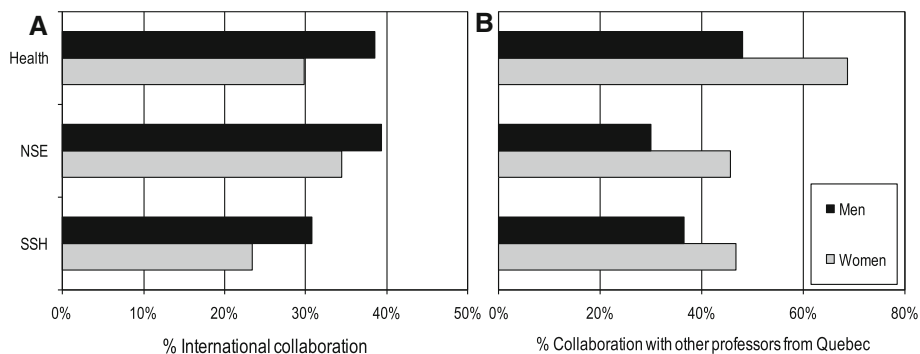 A
Health
NSE
SSH
0% 10% 20% 30% 40% 50%
% International collaboration
B
Men
Women
0% 20% 40% 60% 80%
% Collaboration with other professors from Quebec